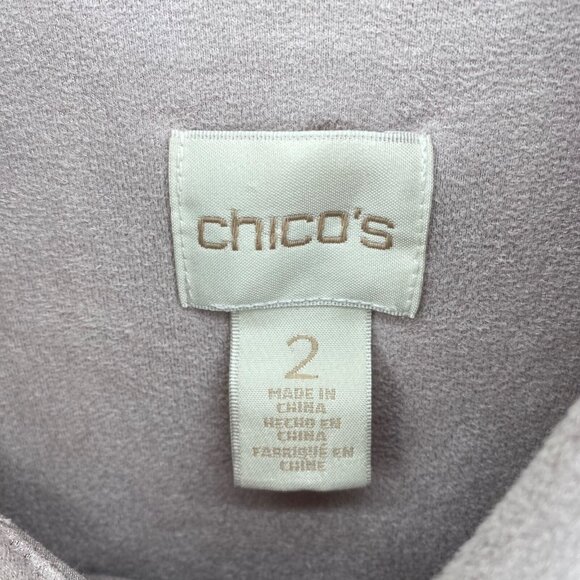 chico's
2
MADE IN
CHINA
HECHO EN
CHINA
FABRIQUÉ EN
CHINE